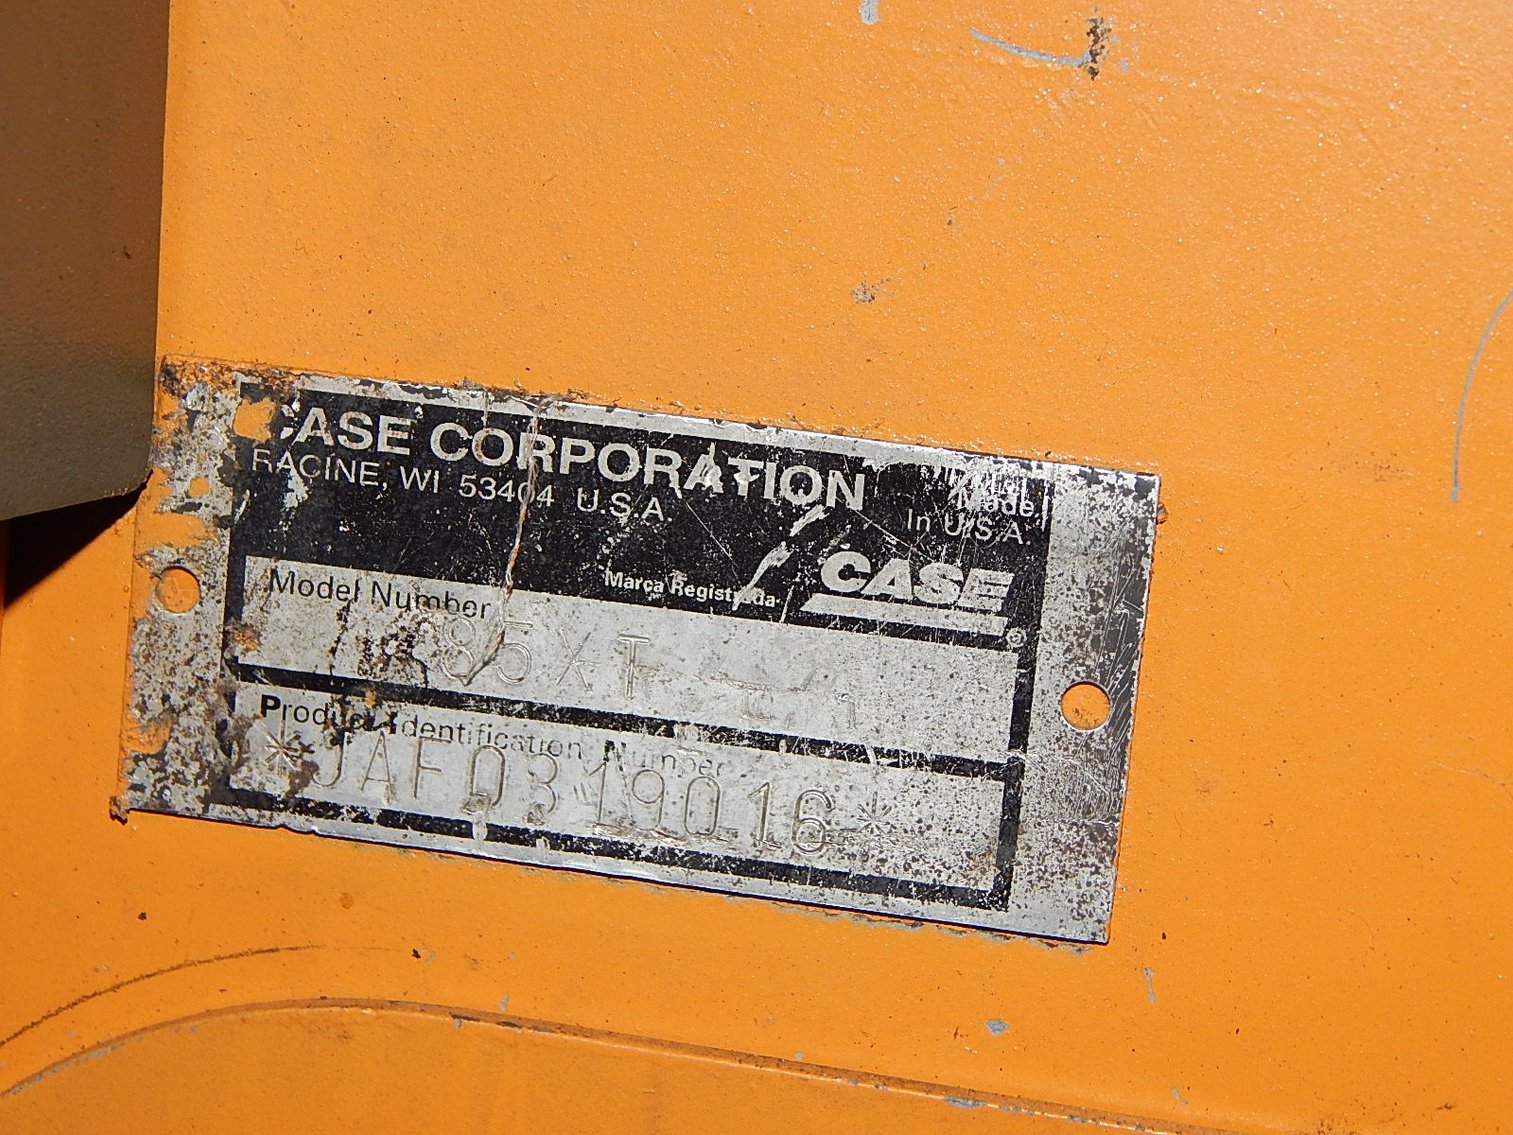 CASE CORPORATION
RACINE, WI 53404 U.S.A.
Made
In U.S.A.
Marca Registrada
CASE®
Model Number
85XT
Product Identification Number
*JAF0319016*